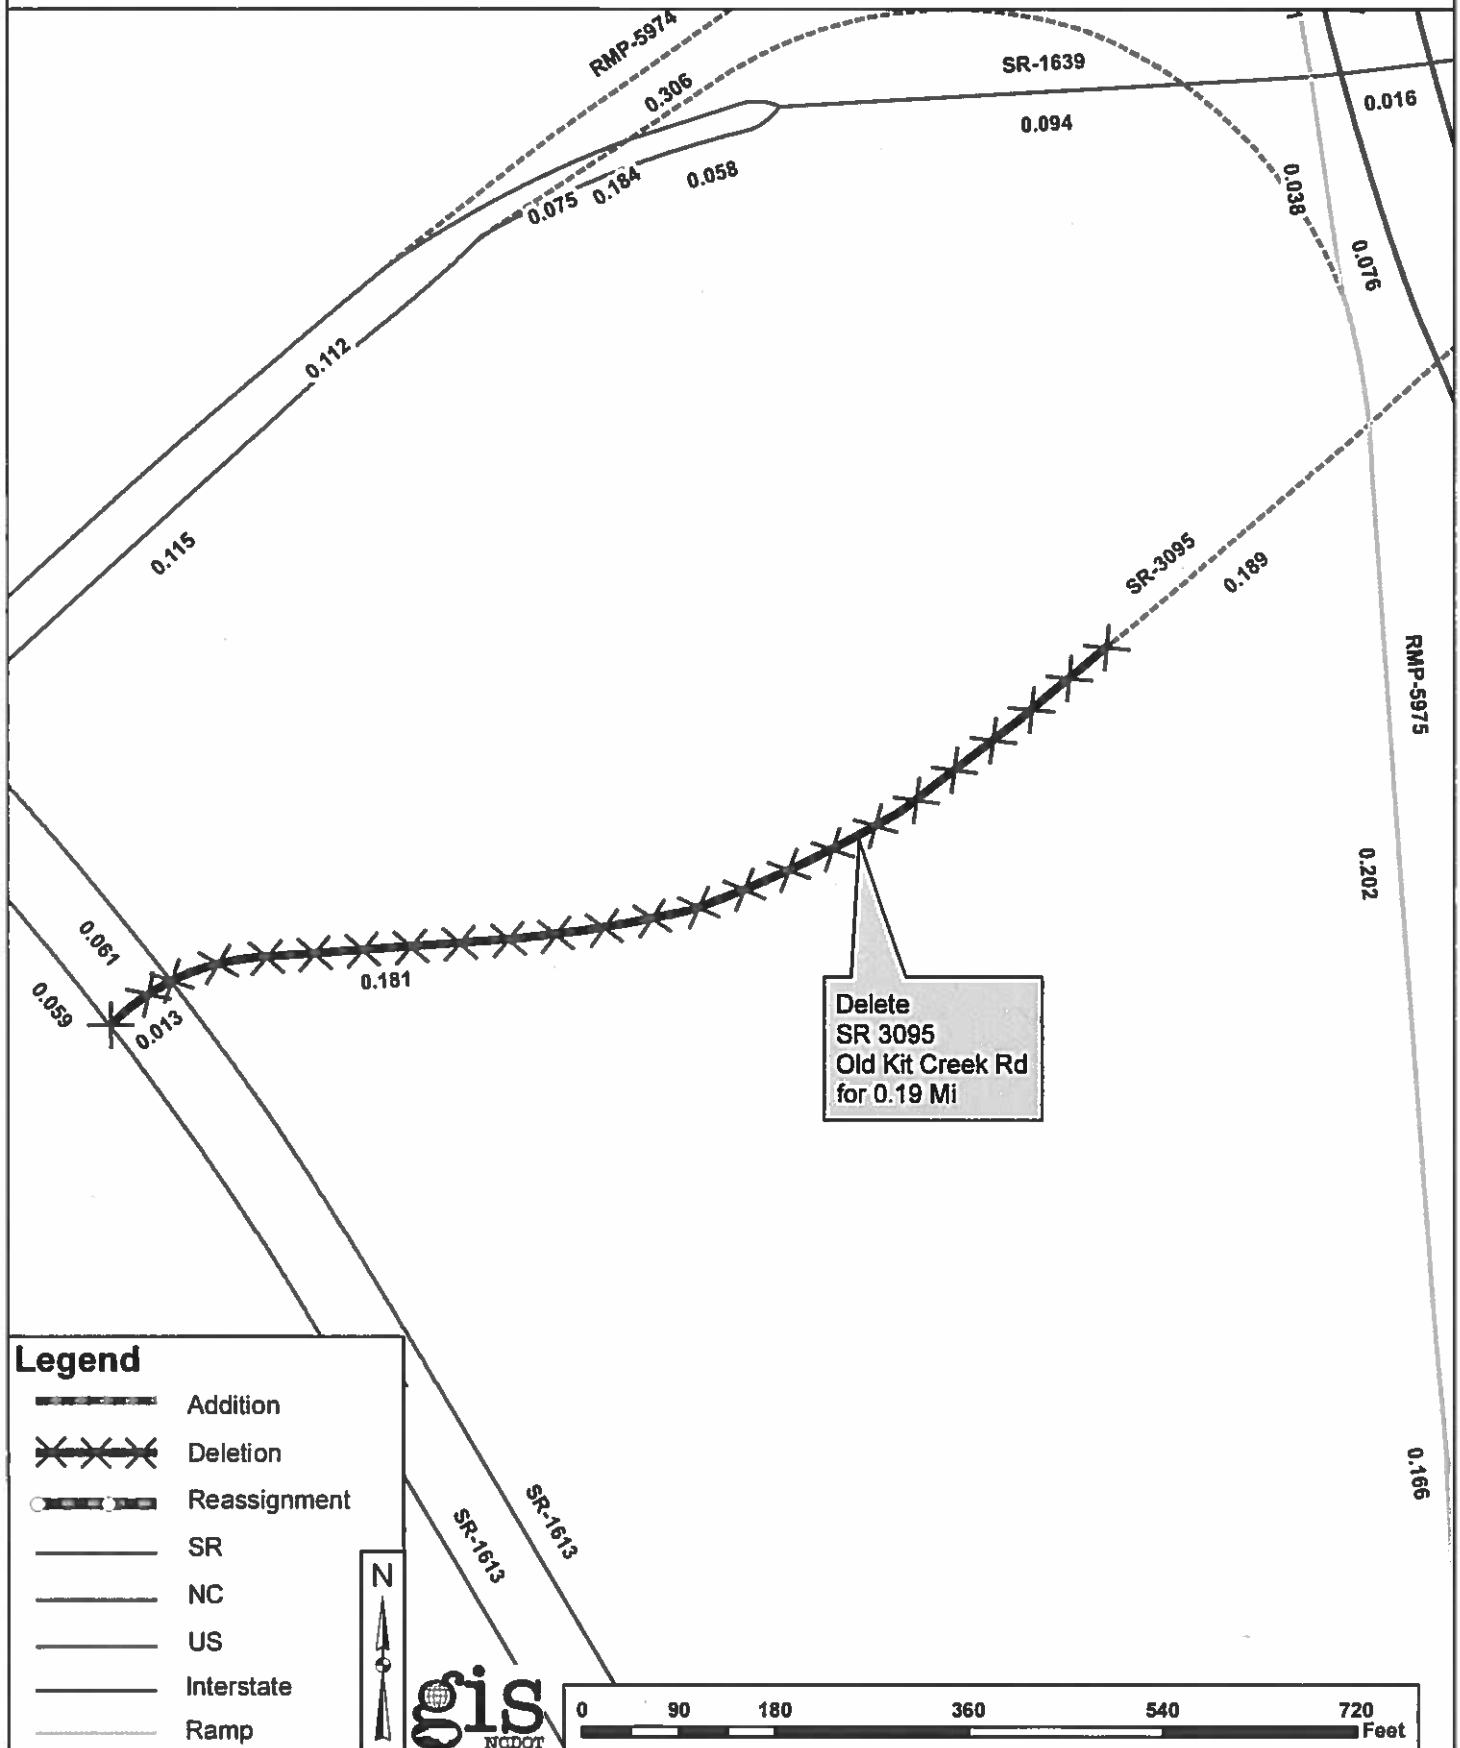 RMP-5974
0.306
SR-1639
0.016
0.094
0.075
0.184
0.058
0.038
0.076
0.112
0.115
SR-3095
0.189
RMP-5975
0.202
0.061
0.181
0.059
0.013
Delete
SR 3095
Old Kit Creek Rd
for 0.19 Mi
0.166
SR-1613
SR-1613
Legend
Addition
Deletion
Reassignment
SR
NC
US
Interstate
Ramp
N
gis
NCDOT
0 90 180 360 540 720
Feet